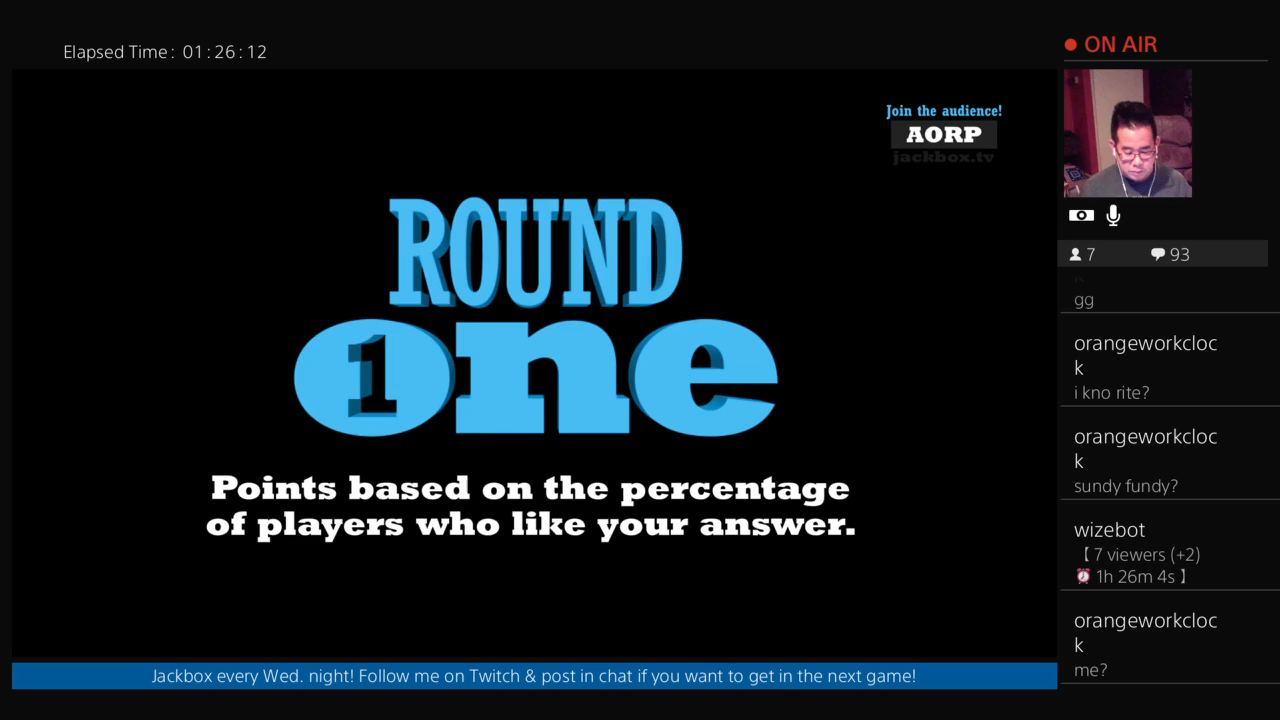 Elapsed Time: 01:26:12
ON AIR
Join the audience!
AORP
jackbox.tv
ROUND
One
1
Points based on the percentage
of players who like your answer.
7
93
gg
orangeworkcloc
k
i kno rite?
orangeworkcloc
k
sundy fundy?
wizebot
【7 viewers (+2)
⏰ 1h 26m 4s】
orangeworkcloc
k
me?
Jackbox every Wed. night! Follow me on Twitch & post in chat if you want to get in the next game!